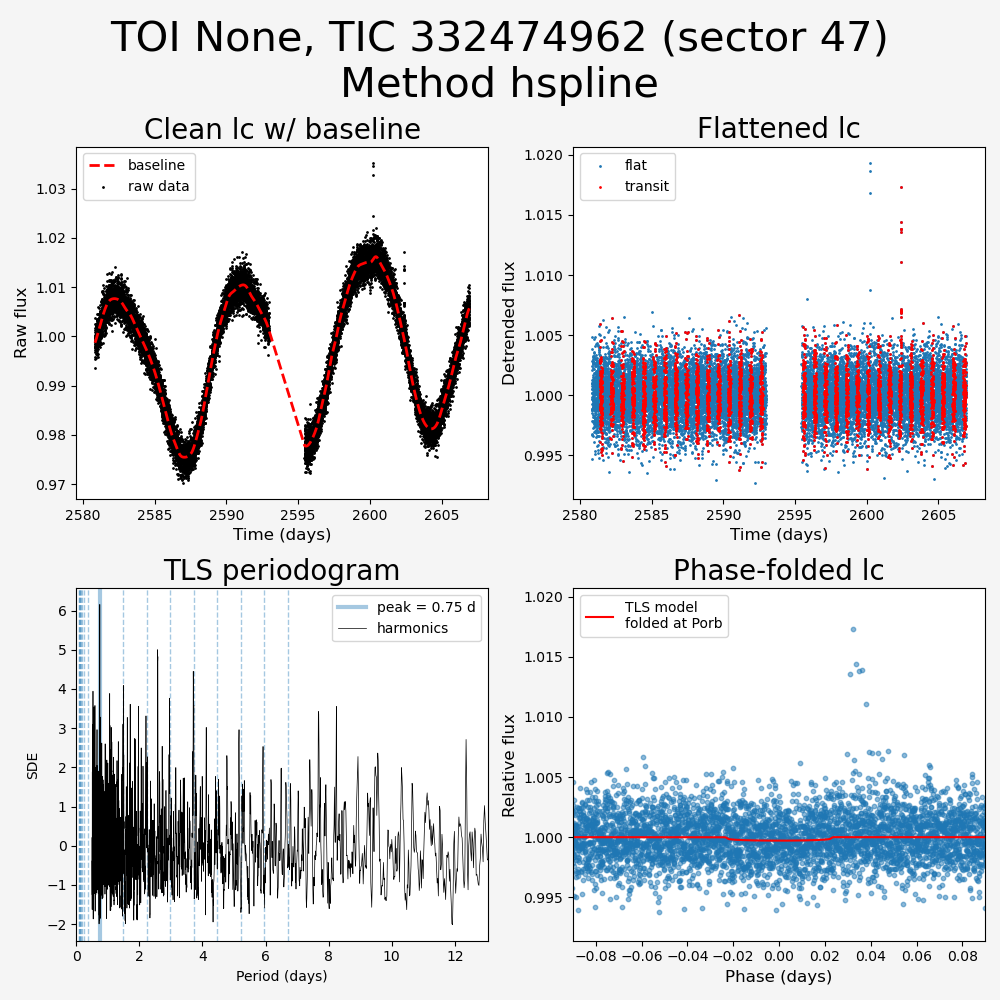 TOI None, TIC 332474962 (sector 47)
Method hspline
Clean lc w/ baseline
baseline
raw data
1.03
1.02
1.01
1.00
0.99
0.98
0.97
Raw flux
2580
2585
2590
2595
2600
2605
Time (days)
Flattened lc
flat
transit
1.020
1.015
1.010
1.005
1.000
0.995
Detrended flux
2580
2585
2590
2595
2600
2605
Time (days)
TLS periodogram
peak = 0.75 d
harmonics
6
5
4
3
2
1
0
−1
−2
SDE
0
2
4
6
8
10
12
Period (days)
Phase-folded lc
TLS model
folded at Porb
1.020
1.015
1.010
1.005
1.000
0.995
Relative flux
−0.08
−0.06
−0.04
−0.02
0.00
0.02
0.04
0.06
0.08
Phase (days)